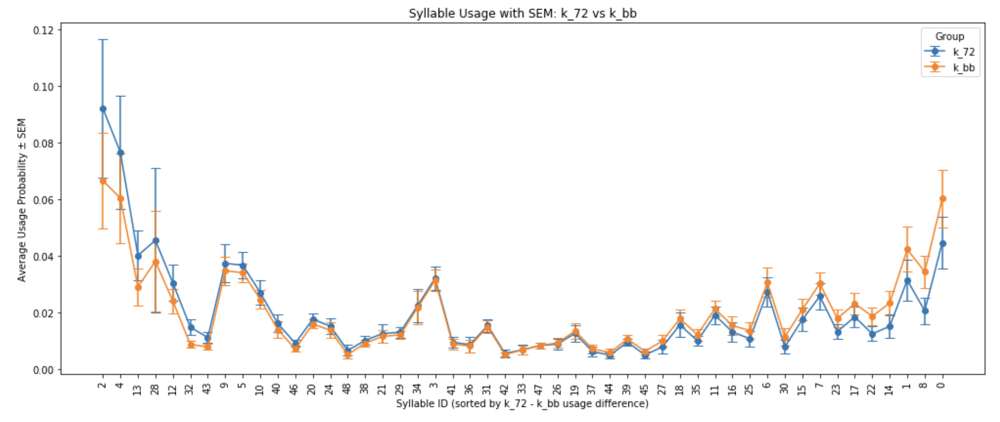 Syllable Usage with SEM: k_72 vs k_bb
Group
k_72
k_bb
Average Usage Probability ± SEM
0.12
0.10
0.08
0.06
0.04
0.02
0.00
2 4 13 28 12 32 43 9 5 10 40 46 20 24 48 38 21 29 34 3 41 36 31 42 33 47 26 19 37 44 39 45 27 18 35 11 16 25 6 30 15 7 23 17 22 14 1 8 0
Syllable ID (sorted by k_72 - k_bb usage difference)